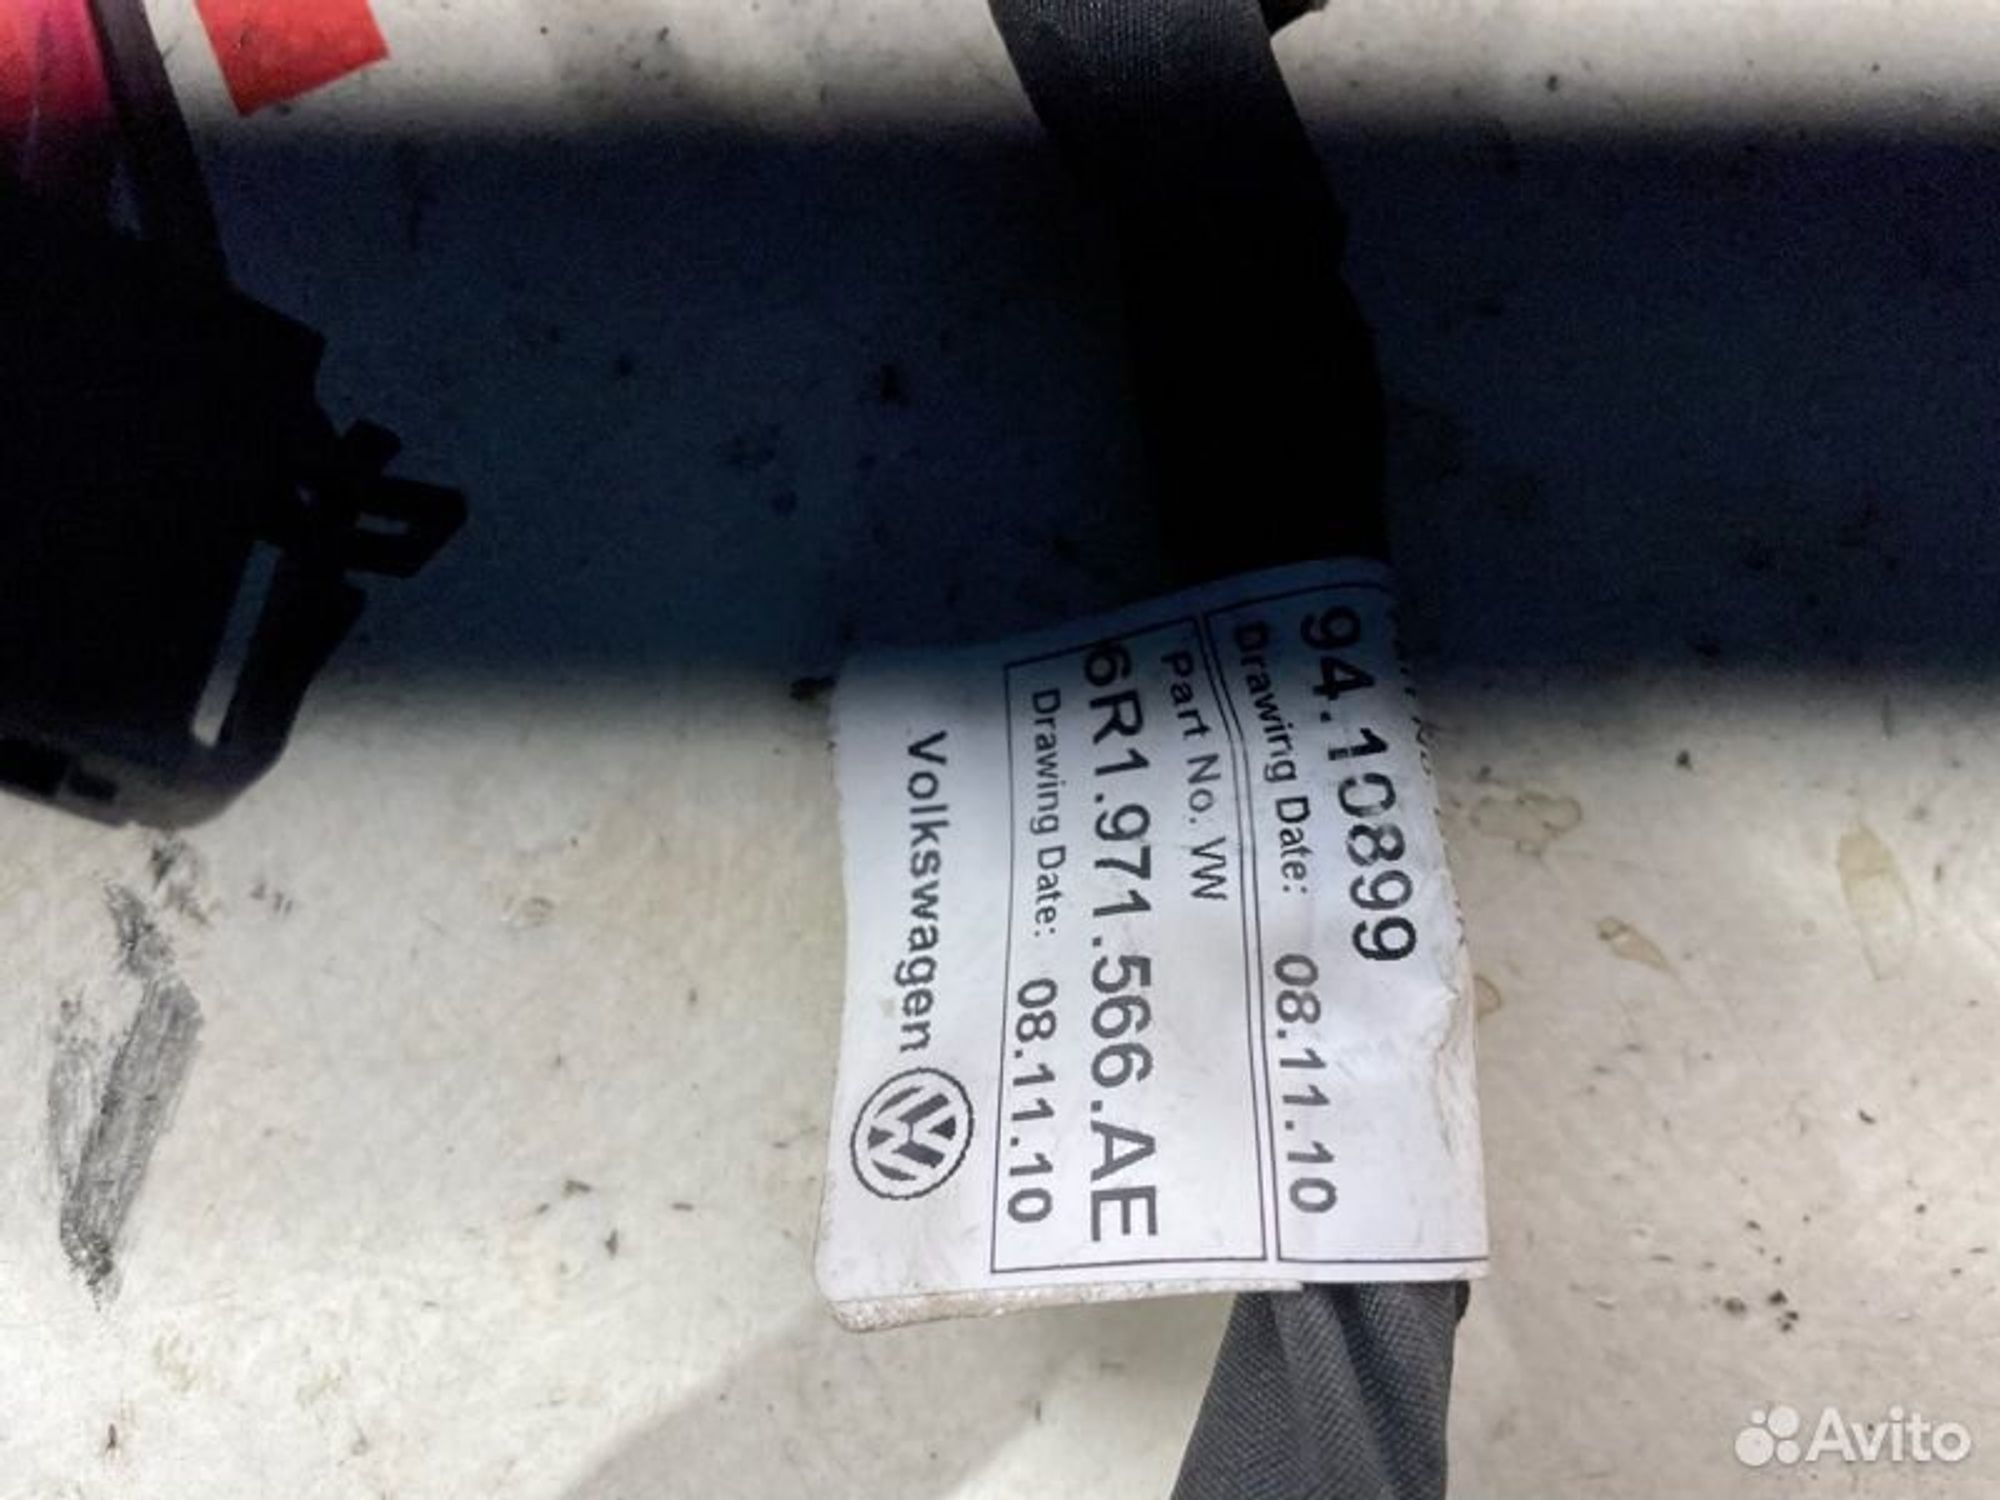 94.10899
Drawing Date: 08.11.10
Part No. VW
6R1.971.566.AE
Drawing Date: 08.11.10
Volkswagen
Avito